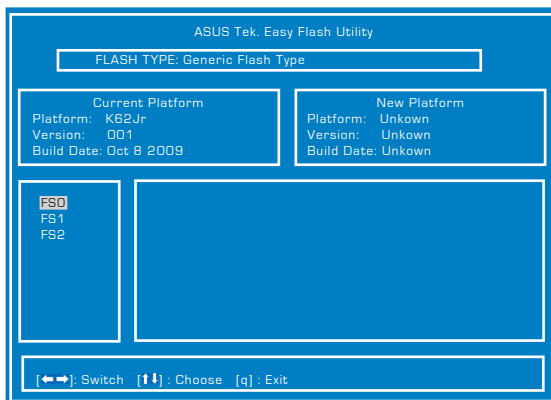 ASUS Tek. Easy Flash Utility
FLASH TYPE: Generic Flash Type
Current Platform
Platform: K62Jr
Version: 001
Build Date: Oct 8 2009
New Platform
Platform: Unkown
Version: Unkown
Build Date: Unkown
FS0
FS1
FS2
[⬅➡]: Switch [⬆⬇] : Choose [q] : Exit